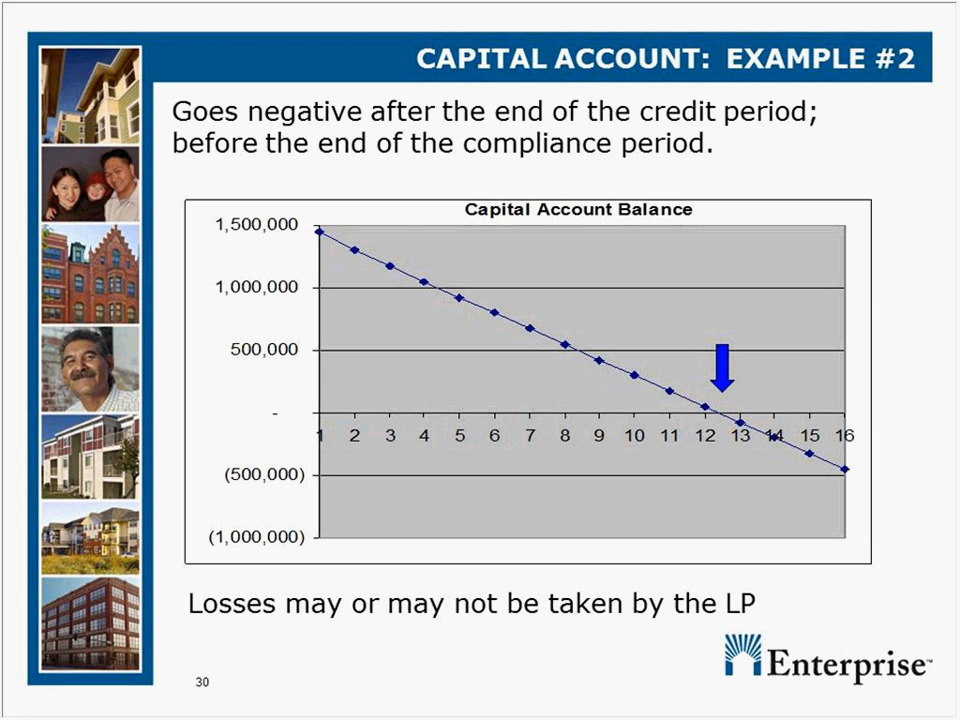 CAPITAL ACCOUNT: EXAMPLE #2
Goes negative after the end of the credit period;
before the end of the compliance period.
Capital Account Balance
1,500,000
1,000,000
500,000
-
1 2 3 4 5 6 7 8 9 10 11 12 13 14 15 16
(500,000)
(1,000,000)
Losses may or may not be taken by the LP
Enterprise™
30